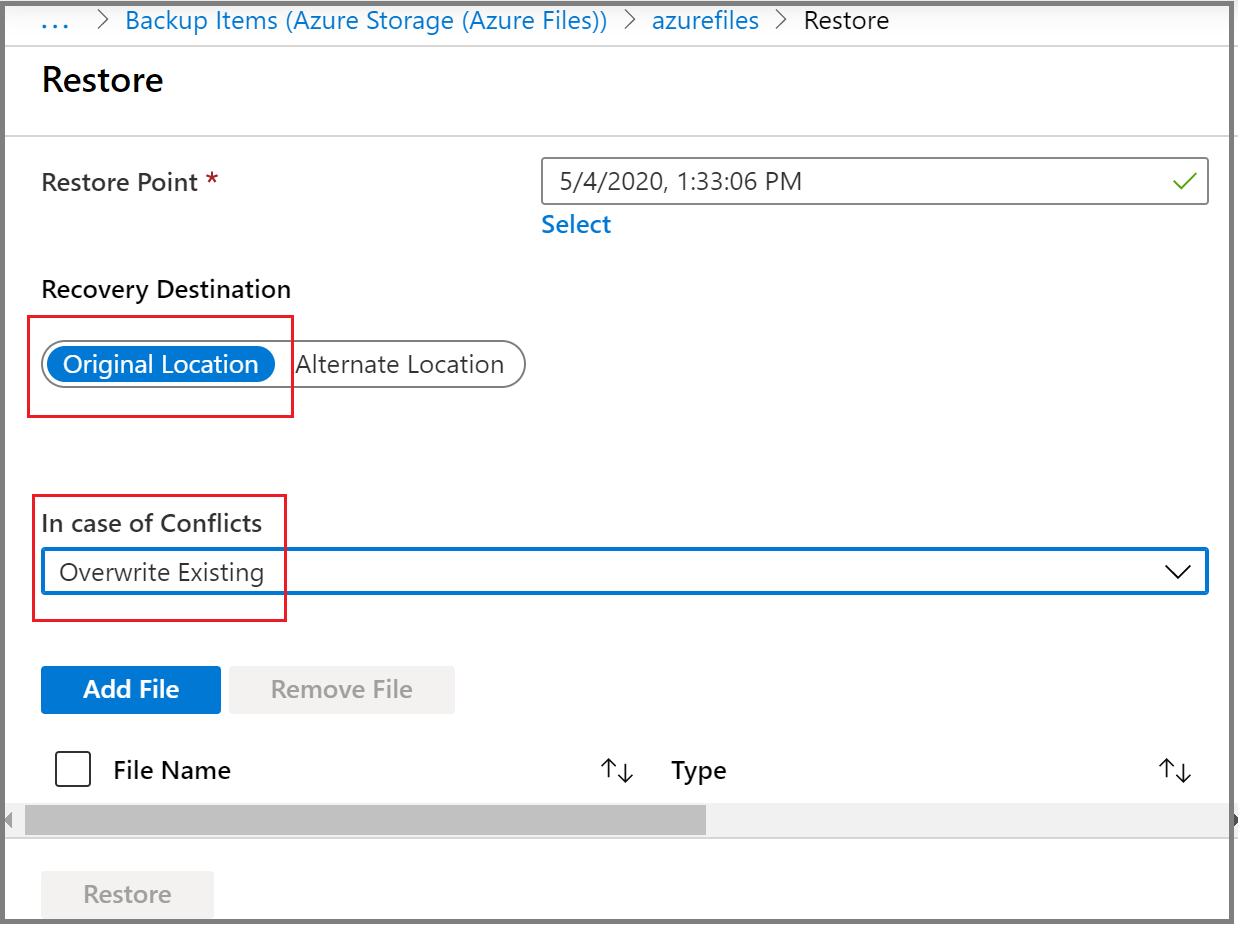 ... > Backup Items (Azure Storage (Azure Files)) > azurefiles > Restore
Restore
Restore Point *
5/4/2020, 1:33:06 PM
Select
Recovery Destination
Original Location Alternate Location
In case of Conflicts
Overwrite Existing
Add File Remove File
File Name Type
Restore